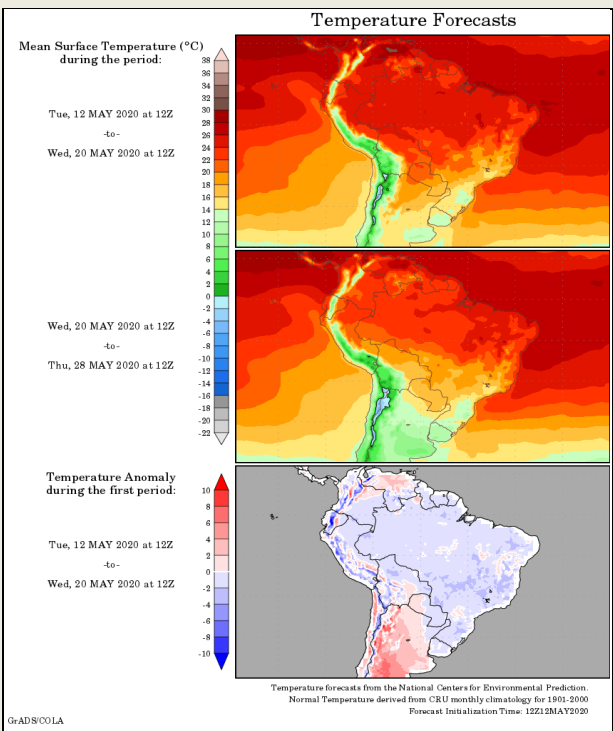 Temperature Forecasts
Mean Surface Temperature (°C)
during the period:
Tue, 12 MAY 2020 at 12Z
-to-
Wed, 20 MAY 2020 at 12Z
38
36
34
32
30
28
26
24
22
20
18
16
14
12
10
8
6
4
2
0
-2
-4
-6
-8
-10
-12
-14
-16
-18
-20
-22
Wed, 20 MAY 2020 at 12Z
-to-
Thu, 28 MAY 2020 at 12Z
Temperature Anomaly
during the first period:
Tue, 12 MAY 2020 at 12Z
-to-
Wed, 20 MAY 2020 at 12Z
10
8
6
4
2
0
-2
-4
-6
-8
-10
Temperature forecasts from the National Centers for Environmental Prediction.
Normal Temperature derived from CRU monthly climatology for 1901-2000
Forecast Initialization Time: 12Z12MAY2020
GrADS/COLA